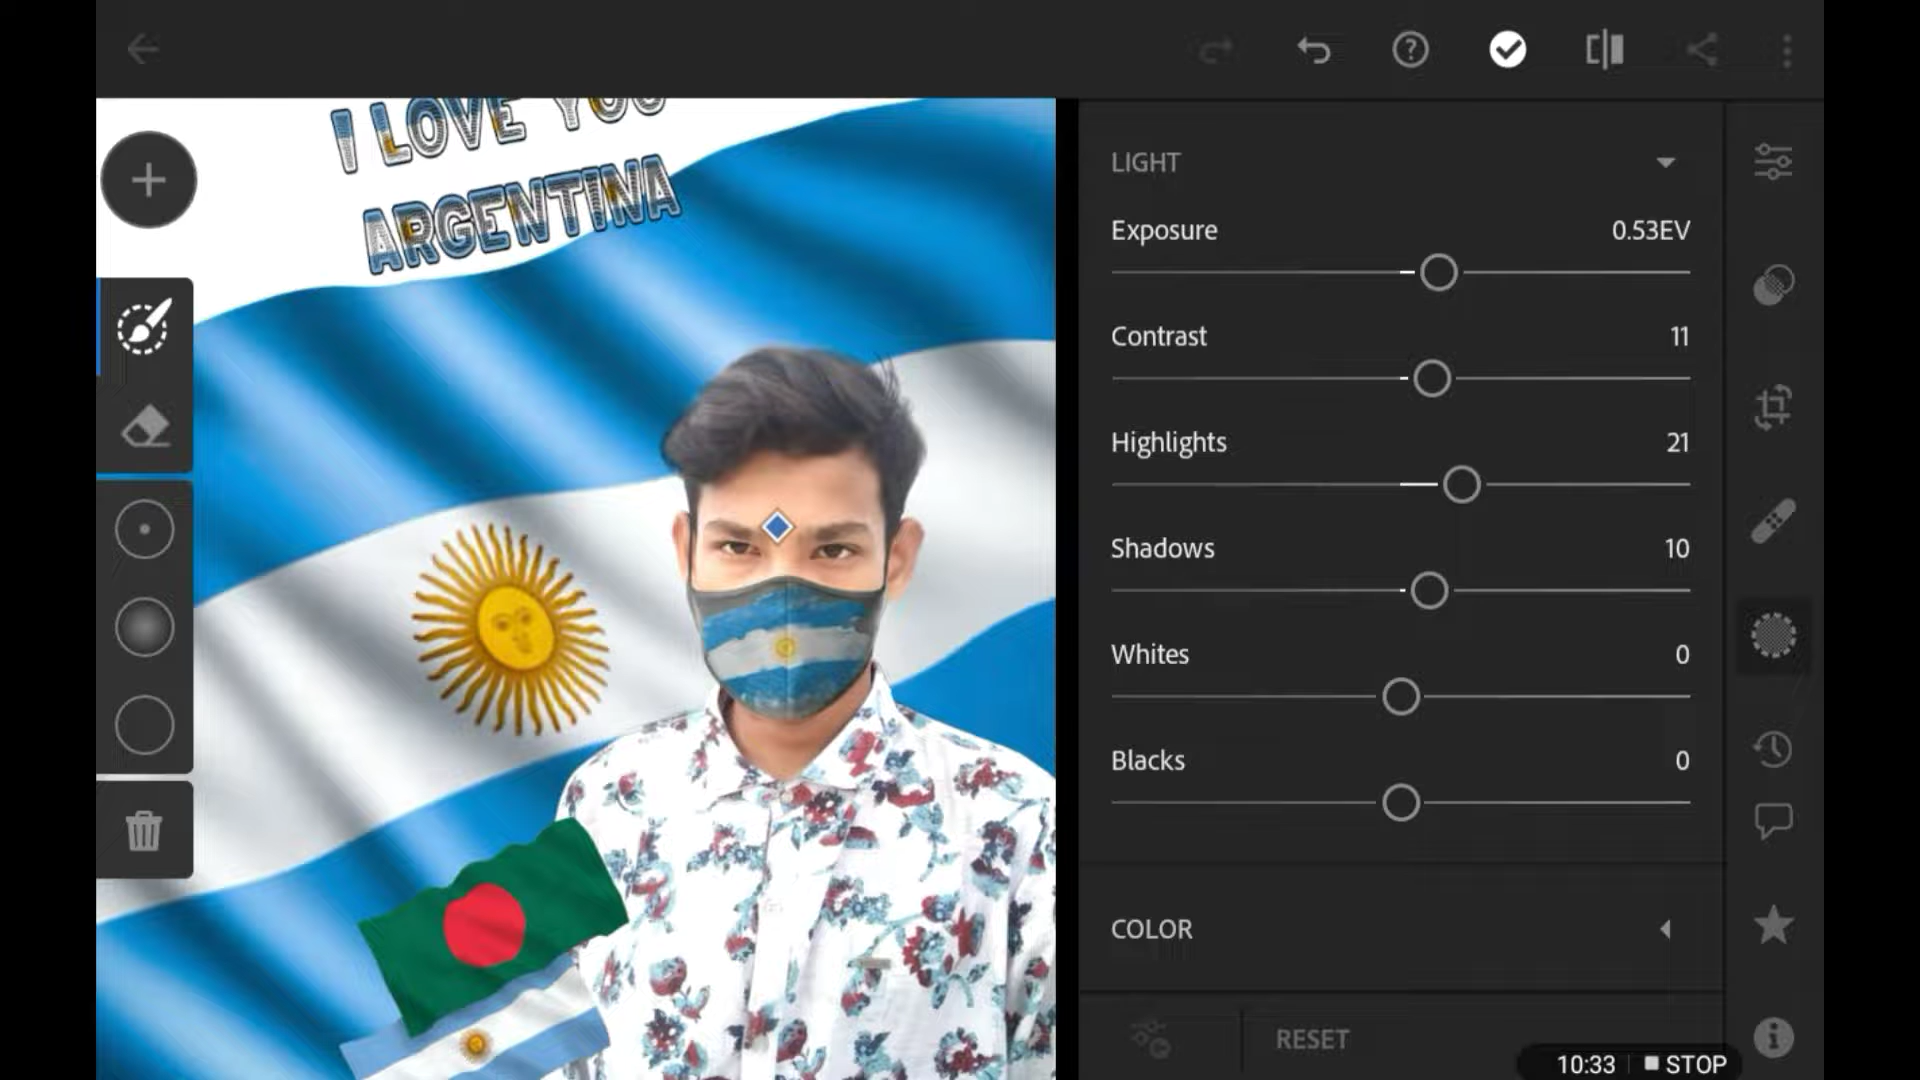 I LOVE YOU
ARGENTINA
LIGHT
Exposure 0.53EV
Contrast 11
Highlights 21
Shadows 10
Whites 0
Blacks 0
COLOR
RESET
10:33 STOP